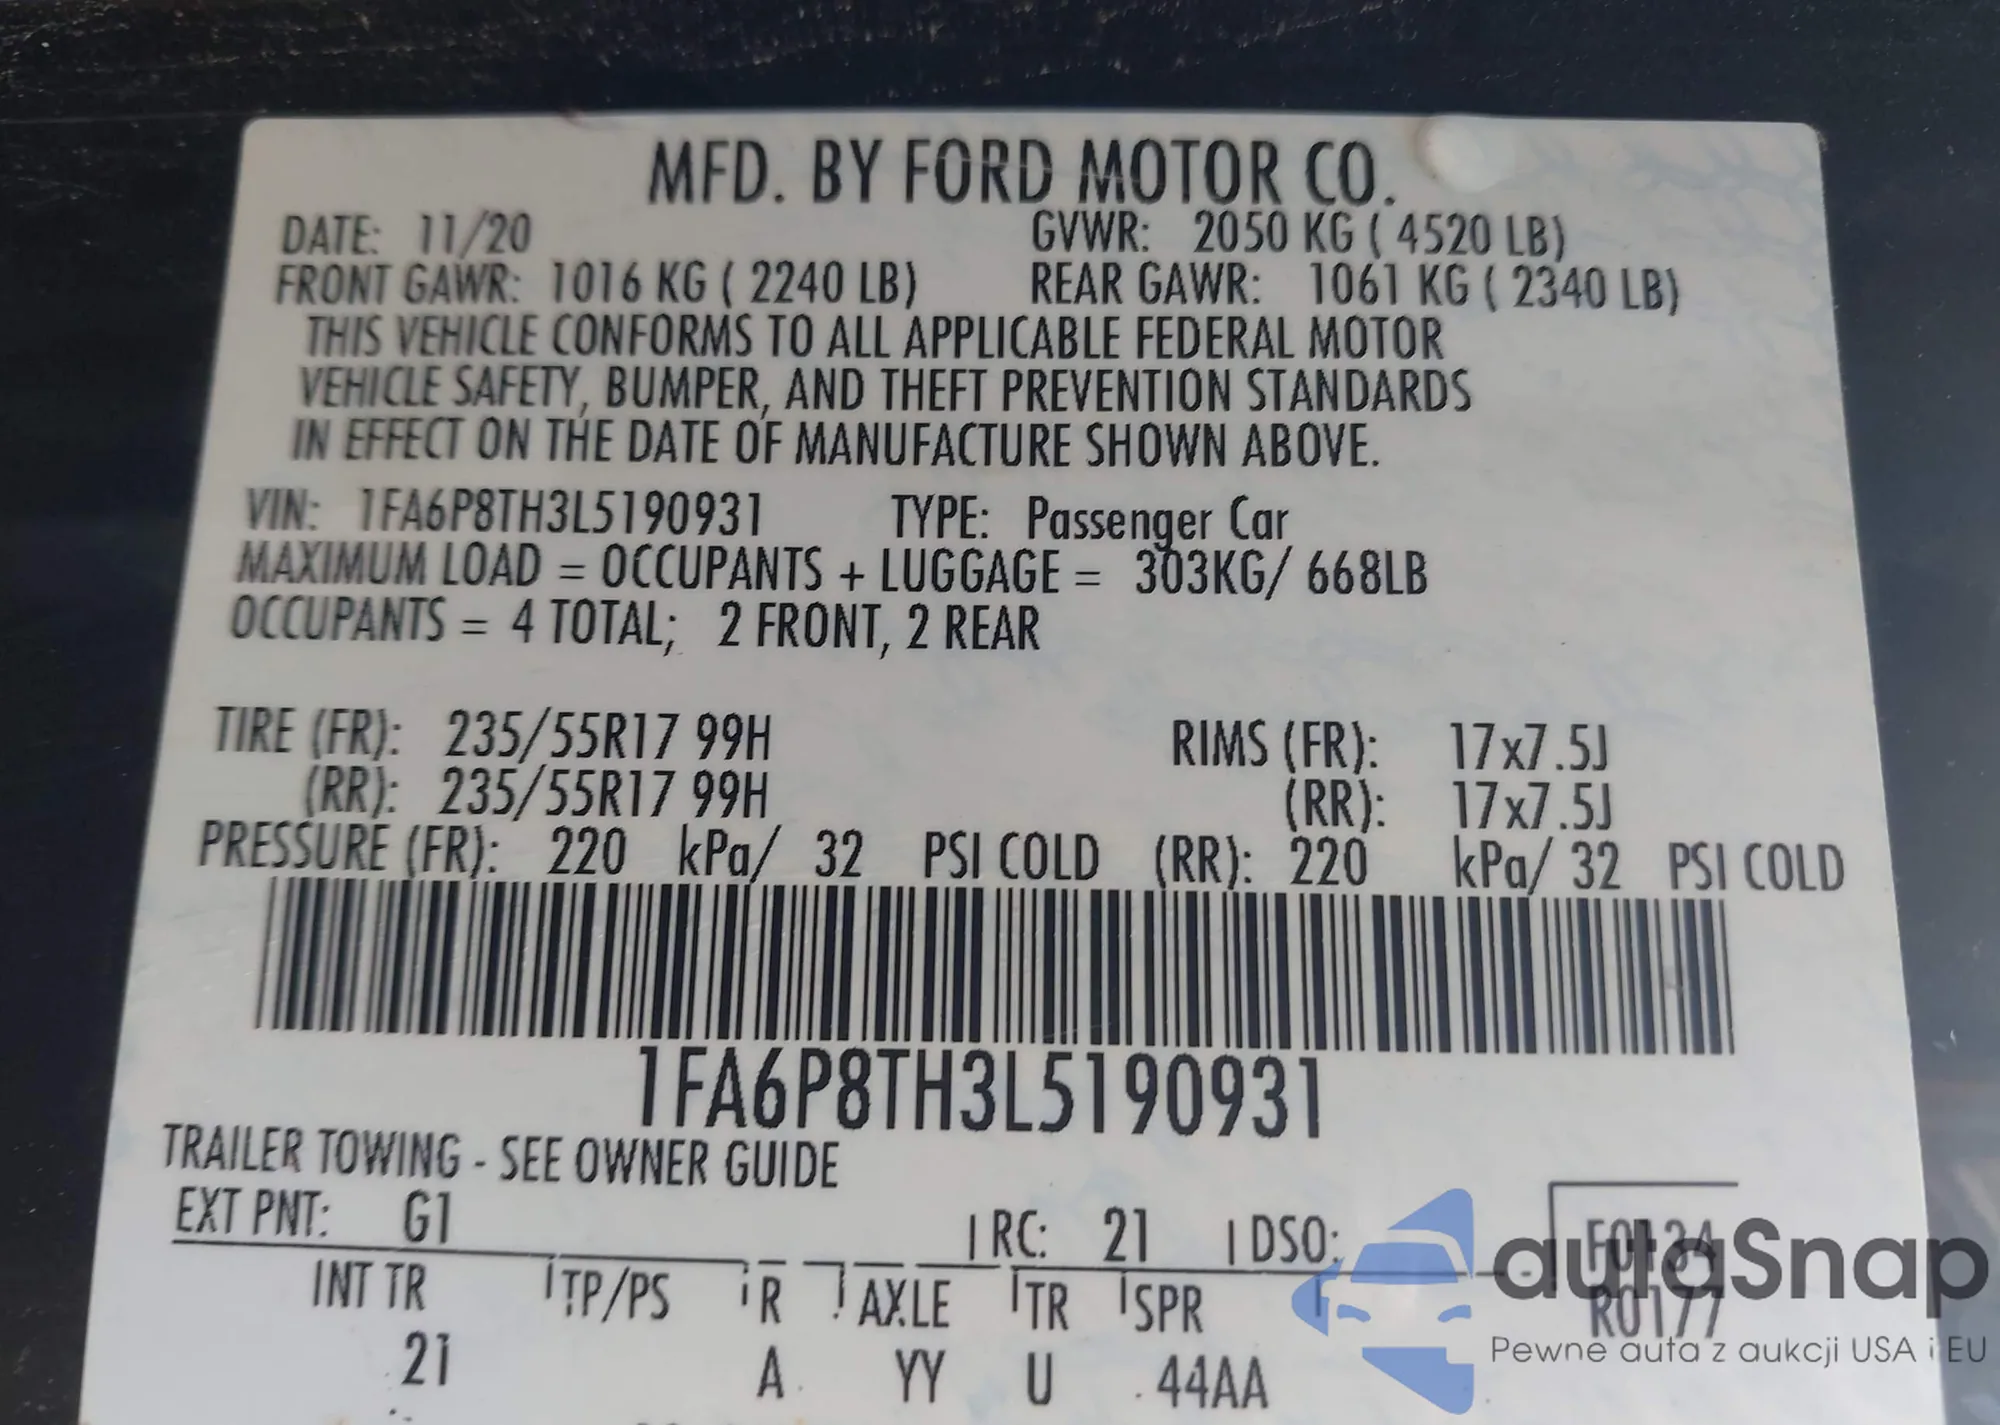 MFD. BY FORD MOTOR CO.
DATE: 11/20 GVWR: 2050 KG ( 4520 LB)
FRONT GAWR: 1016 KG ( 2240 LB) REAR GAWR: 1061 KG ( 2340 LB)
THIS VEHICLE CONFORMS TO ALL APPLICABLE FEDERAL MOTOR
VEHICLE SAFETY, BUMPER, AND THEFT PREVENTION STANDARDS
IN EFFECT ON THE DATE OF MANUFACTURE SHOWN ABOVE.
VIN: 1FA6P8TH3L5190931 TYPE: Passenger Car
MAXIMUM LOAD = OCCUPANTS + LUGGAGE = 303KG/ 668LB
OCCUPANTS = 4 TOTAL; 2 FRONT, 2 REAR
TIRE (FR): 235/55R17 99H RIMS (FR): 17x7.5J
(RR): 235/55R17 99H (RR): 17x7.5J
PRESSURE (FR): 220 kPa/ 32 PSI COLD (RR): 220 kPa/ 32 PSI COLD
1FA6P8TH3L5190931
TRAILER TOWING - SEE OWNER GUIDE
EXT PNT: G1 RC: 21 DSO: F0134
R0177
INT TR TP/PS R AXLE TR SPR
21 A YY U 44AA
autaSnap
Pewne auta z aukcji USA i EU